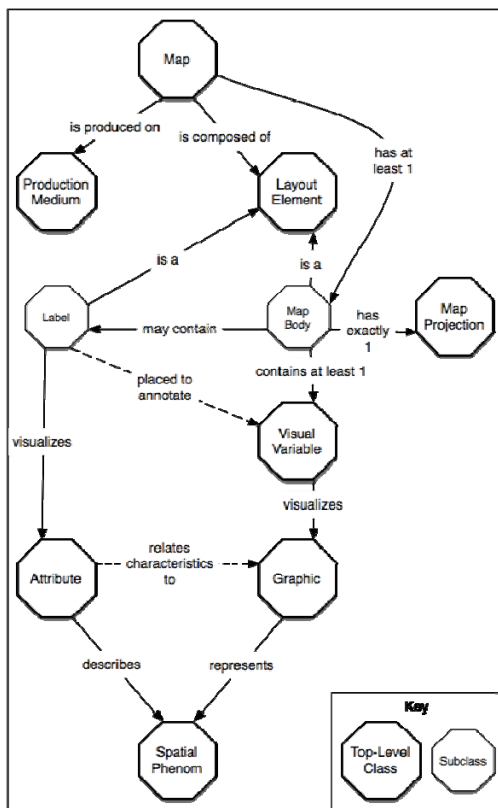 Map
is produced on
is composed of
has at
least 1
Production
Medium
Layout
Element
is a
is a
Label
may contain
Map
Body
has
exactly
1
Map
Projection
placed to
annotate
contains at least 1
visualizes
Visual
Variable
visualizes
Attribute
relates
characteristics
to
Graphic
describes
represents
Spatial
Phenom
Key
Top-Level
Class
Subclass